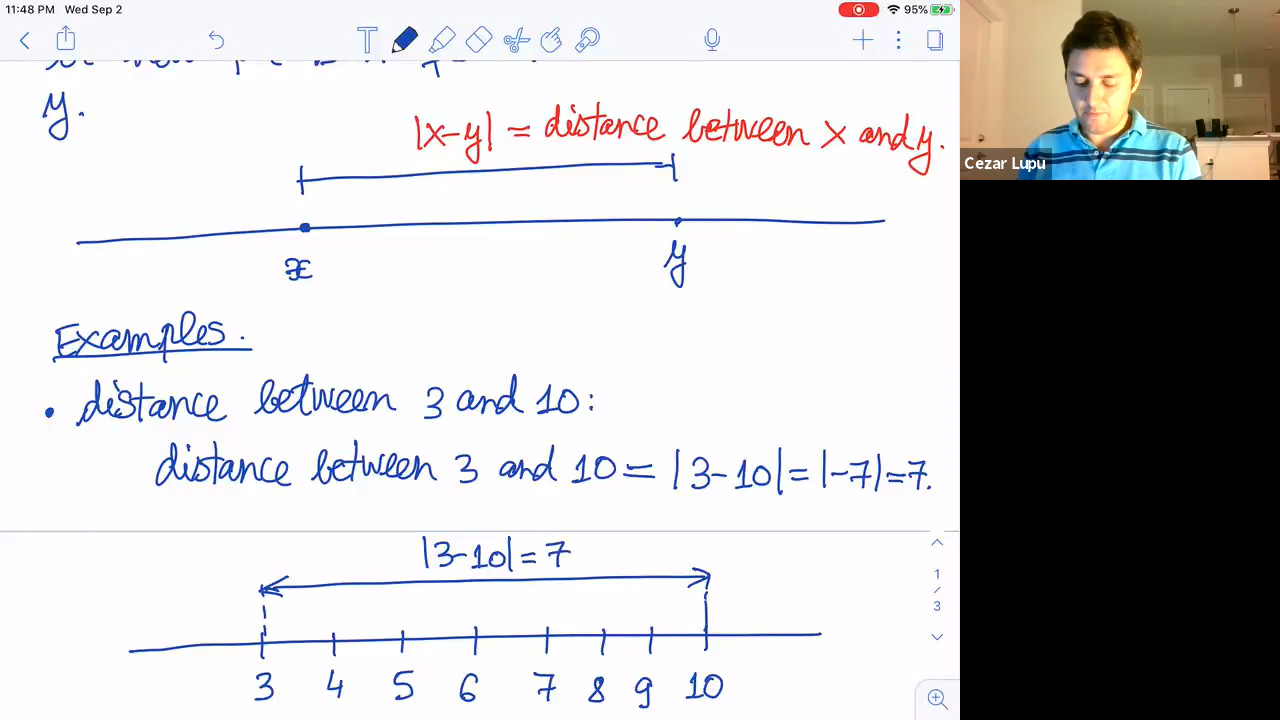 11:48 PM Wed Sep 2
95%
y.
|x-y| = distance between x and y.
x
y
Cezar Lupu
Examples.
• distance between 3 and 10:
distance between 3 and 10 = |3-10| = |-7| = 7.
|3-10| = 7
3 4 5 6 7 8 9 10
1
/
3